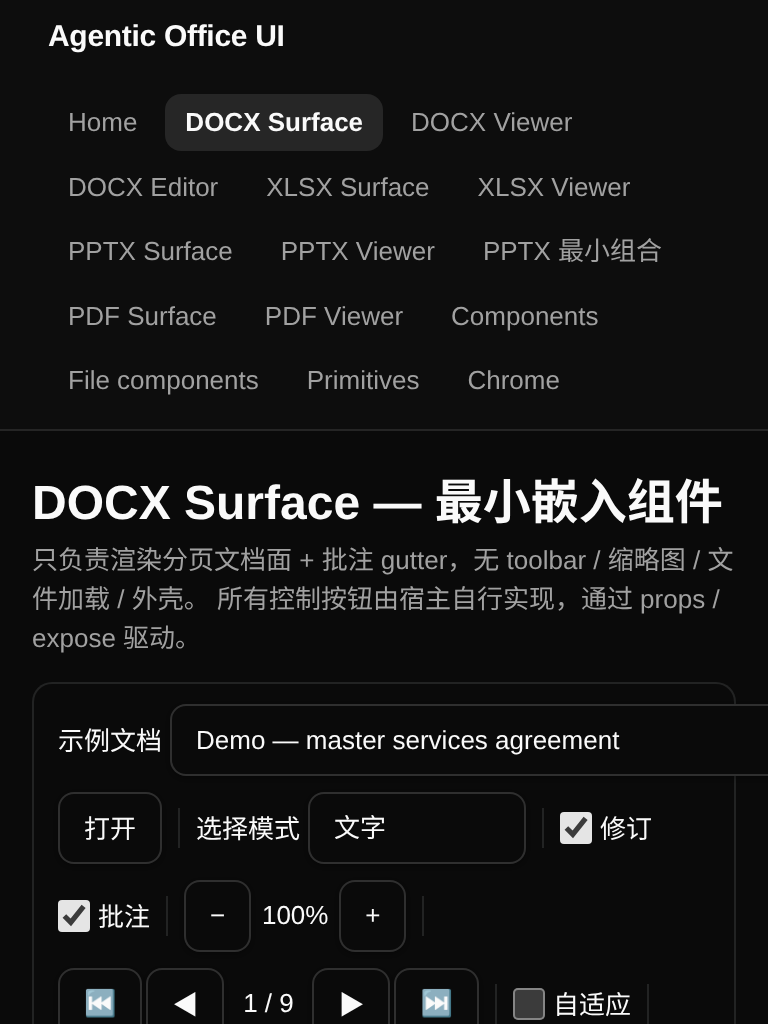 Agentic Office UI
Home DOCX Surface DOCX Viewer
DOCX Editor XLSX Surface XLSX Viewer
PPTX Surface PPTX Viewer PPTX 最小组合
PDF Surface PDF Viewer Components
File components Primitives Chrome
DOCX Surface — 最小嵌入组件
只负责渲染分页文档面 + 批注 gutter，无 toolbar / 缩略图 / 文
件加载 / 外壳。 所有控制按钮由宿主自行实现，通过 props /
expose 驱动。
示例文档 Demo — master services agreement
打开 选择模式 文字 修订
批注 − 100% +
⏮ ◀ 1 / 9 ▶ ⏭ 自适应